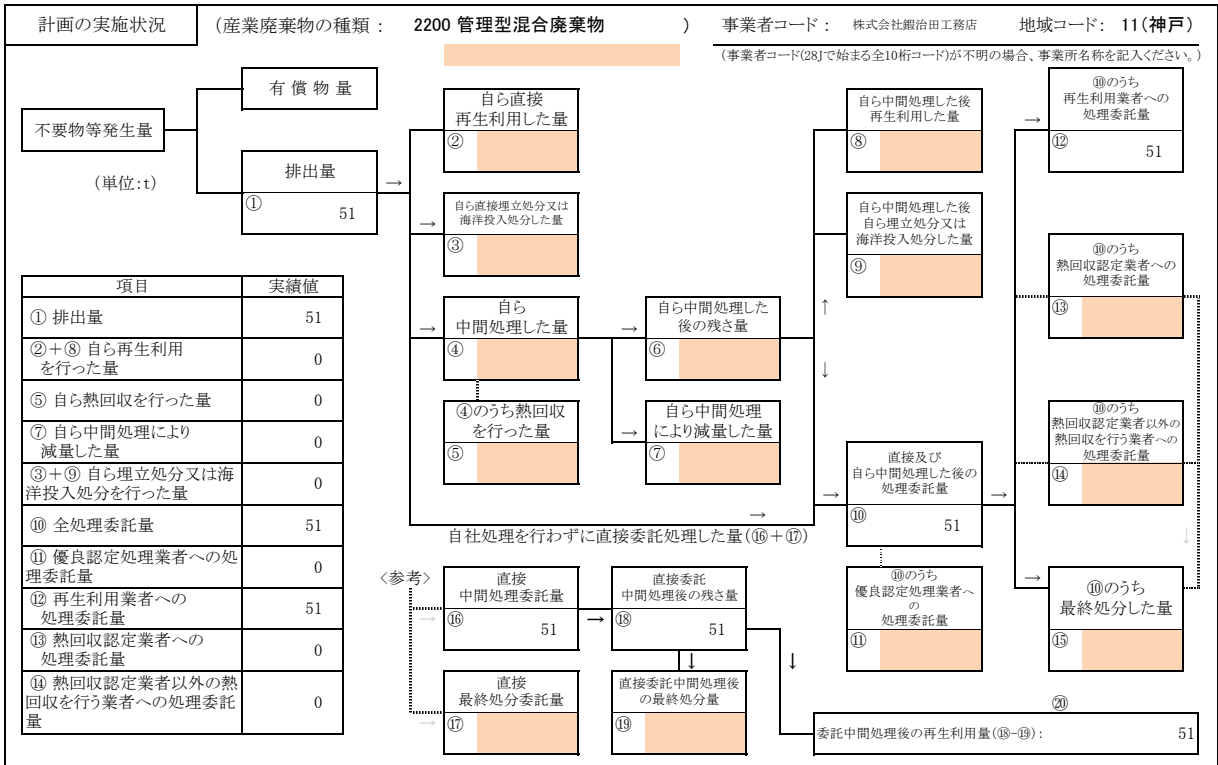 計画の実施状況
(産業廃棄物の種類： 2200 管理型混合廃棄物 )
事業者コード： 株式会社鍜治田工務店 地域コード： 11(神戸)
(事業者コード(28Jで始まる全10桁コード)が不明の場合、事業所名称を記入ください。)
不要物等発生量
(単位:t)
有償物量
排出量
①
51
→
自ら直接
再生利用した量
②
→
自ら直接埋立処分又は
海洋投入処分した量
③
→
自ら
中間処理した量
④
④のうち熱回収
を行った量
⑤
→
自ら中間処理した
後の残さ量
⑥
→
自ら中間処理
により減量した量
⑦
自ら中間処理した後
再生利用した量
⑧
自ら中間処理した後
自ら埋立処分又は
海洋投入処分した量
⑨
↑
↓
→
→
自社処理を行わずに直接委託処理した量(⑯+⑰)
直接及び
自ら中間処理した後の
処理委託量
⑩
51
→
⑩のうち
優良認定処理業者へ
の
処理委託量
⑪
→
⑩のうち
再生利用業者への
処理委託量
⑫
51
⑩のうち
熱回収認定業者への
処理委託量
⑬
⑩のうち
熱回収認定業者以外の
熱回収を行う業者への
処理委託量
⑭
↓
→
⑩のうち
最終処分した量
⑮
項目 実績値
① 排出量 51
②+⑧ 自ら再生利用
を行った量 0
⑤ 自ら熱回収を行った量 0
⑦ 自ら中間処理により
減量した量 0
③+⑨ 自ら埋立処分又は海
洋投入処分を行った量 0
⑩ 全処理委託量 51
⑪ 優良認定処理業者への処
理委託量 0
⑫ 再生利用業者への
処理委託量 51
⑬ 熱回収認定業者への
処理委託量 0
⑭ 熱回収認定業者以外の熱
回収を行う業者への処理委託
量 0
〈参考〉
→
直接
中間処理委託量
⑯
51
→
直接委託
中間処理後の残さ量
⑱
51
↓
↓
→
直接
最終処分委託量
⑰
直接委託中間処理後
の最終処分量
⑲
⑳
委託中間処理後の再生利用量(⑱-⑲)： 51